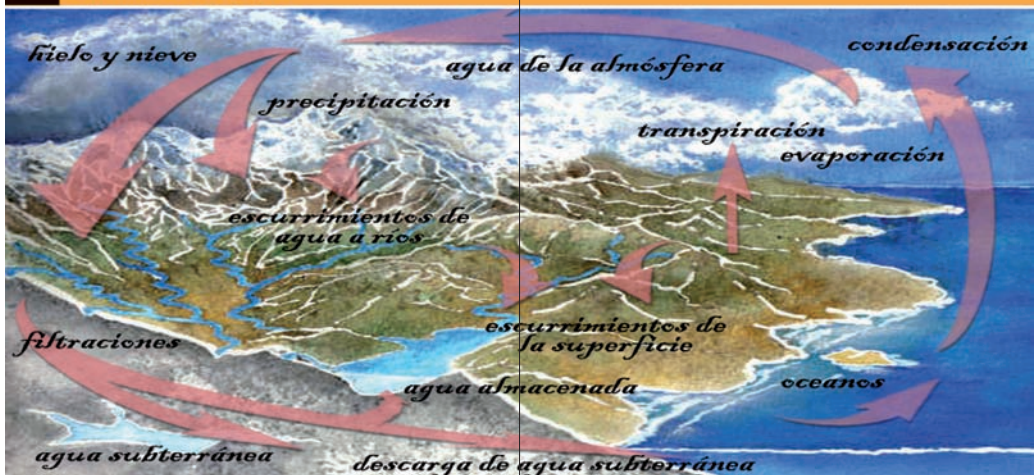 hielo y nieve
condensación
agua de la almósfera
precipitación
transpiración
evaporación
escurrimientos de
agua a ríos
escurrimientos de
la superficie
filtraciones
agua almacenada
oceanos
agua subterránea
descarga de agua subterránea